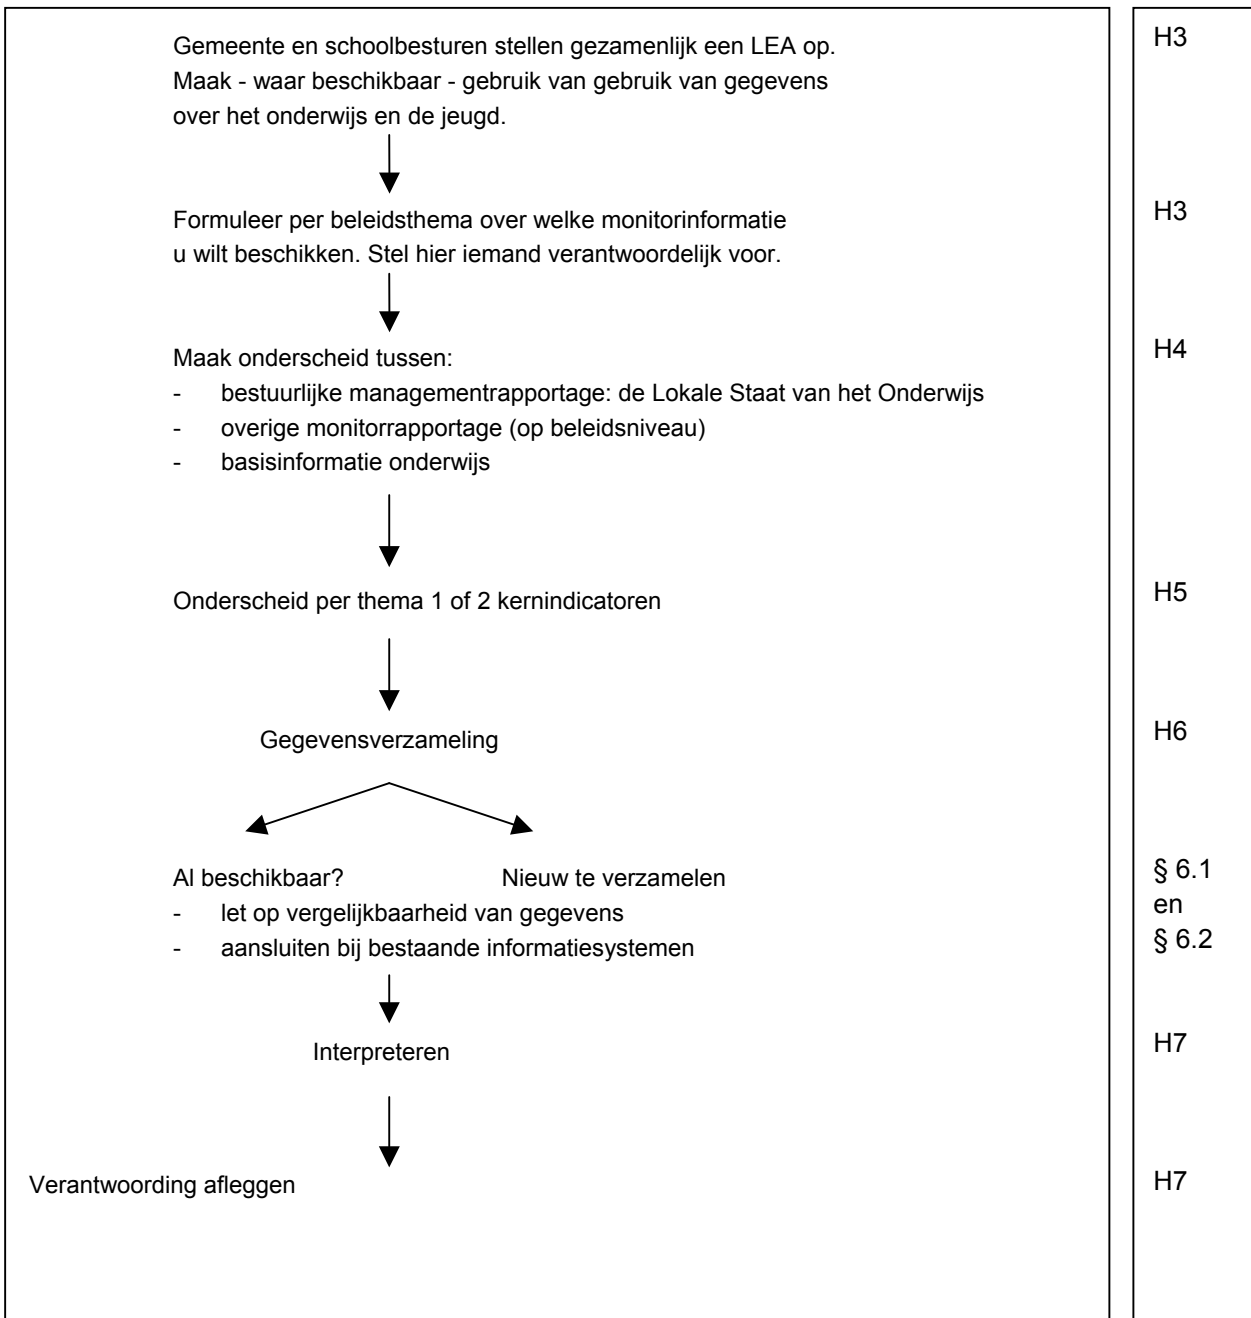 Gemeente en schoolbesturen stellen gezamenlijk een LEA op.
H3
Maak - waar beschikbaar - gebruik van gebruik van gegevens
over het onderwijs en de jeugd.
Formuleer per beleidsthema over welke monitorinformatie
H3
u wilt beschikken. Stel hier iemand verantwoordelijk voor.
Maak onderscheid tussen:
H4
- bestuurlijke managementrapportage: de Lokale Staat van het Onderwijs
- overige monitorrapportage (op beleidsniveau)
- basisinformatie onderwijs
Onderscheid per thema 1 of 2 kernindicatoren
H5
Gegevensverzameling
H6
Al beschikbaar? Nieuw te verzamelen
§ 6.1
- let op vergelijkbaarheid van gegevens
en
- aansluiten bij bestaande informatiesystemen
§ 6.2
Interpreteren
H7
Verantwoording afleggen
H7